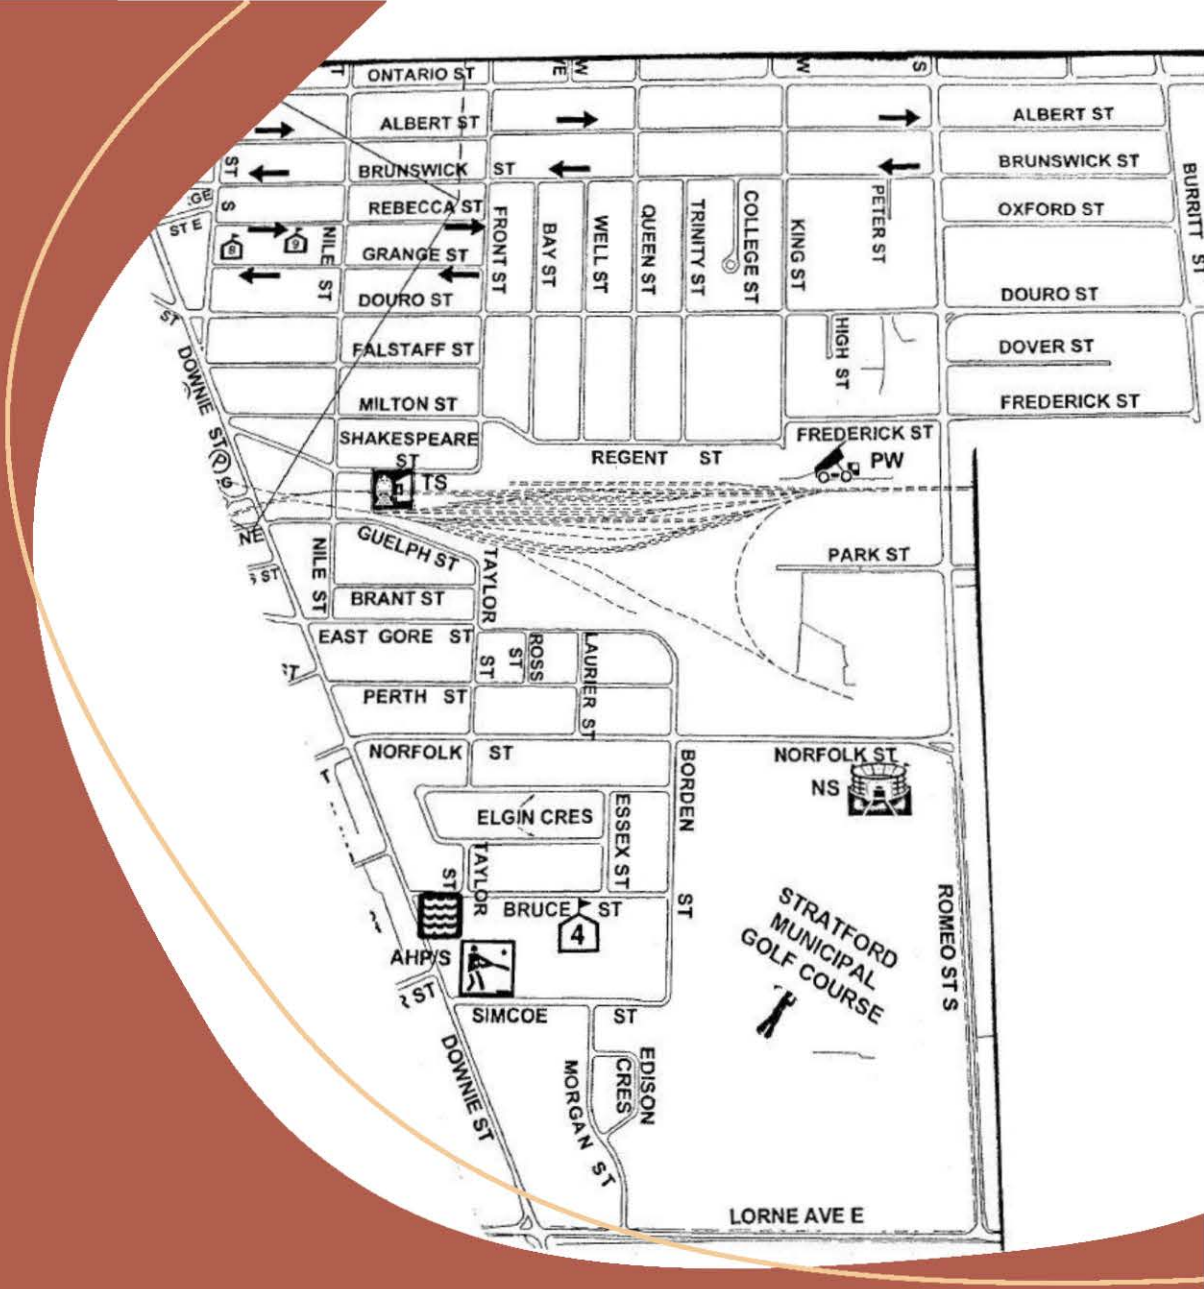 ONTARIO ST
ALBERT ST
ALBERT ST
BRUNSWICK ST
BRUNSWICK ST
ST
S
REBECCA ST
OXFORD ST
BURRITT ST
ST E
8
9
NILE ST
GRANGE ST
DOURO ST
FRONT ST
BAY ST
WELL ST
QUEEN ST
TRINITY ST
COLLEGE ST
KING ST
PETER ST
DOURO ST
ST
FALSTAFF ST
HIGH ST
DOVER ST
DOWNIE ST
MILTON ST
FREDERICK ST
SHAKESPEARE
ST
REGENT ST
FREDERICK ST
PW
TS
GUELPH ST
NILE ST
TAYLOR
ST
PARK ST
BRANT ST
EAST GORE ST
ROSS
ST
LAURIER ST
PERTH ST
NORFOLK ST
NORFOLK ST
NS
BORDEN
ST
ELGIN CRES
ESSEX ST
TAYLOR
ST
BRUCE ST
4
AHP/S
STRATFORD
MUNICIPAL
GOLF COURSE
ROMEO ST S
SIMCOE ST
DOWNIE ST
MORGAN ST
EDISON
CRES
LORNE AVE E